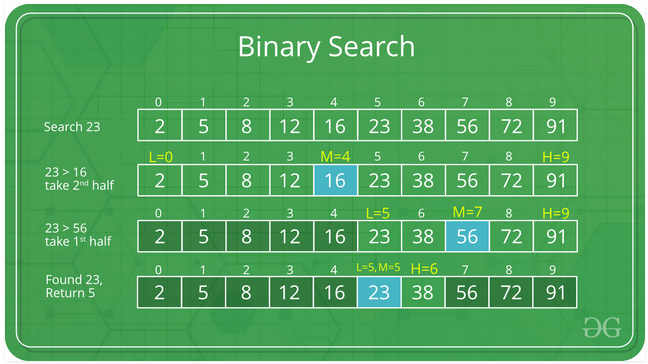 Binary Search
0 1 2 3 4 5 6 7 8 9
Search 23
2 5 8 12 16 23 38 56 72 91
L=0 1 2 3 M=4 5 6 7 8 H=9
23 > 16
take 2nd half
2 5 8 12 16 23 38 56 72 91
0 1 2 3 4 L=5 6 M=7 8 H=9
23 > 56
take 1st half
2 5 8 12 16 23 38 56 72 91
0 1 2 3 4 L=5, M=5 H=6 7 8 9
Found 23,
Return 5
2 5 8 12 16 23 38 56 72 91